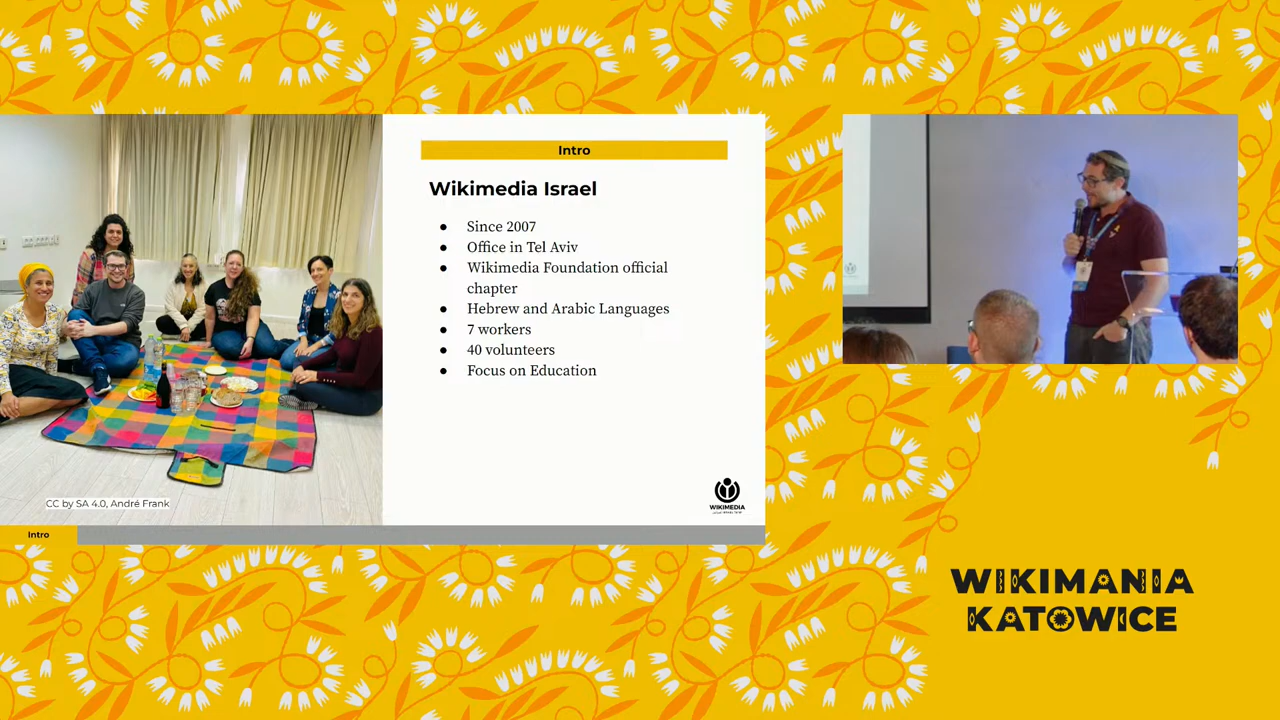 Intro
Wikimedia Israel
● Since 2007
● Office in Tel Aviv
● Wikimedia Foundation official
chapter
● Hebrew and Arabic Languages
● 7 workers
● 40 volunteers
● Focus on Education
CC by SA 4.0, André Frank
WIKIMEDIA
Intro
WIKIMANIA
KATOWICE